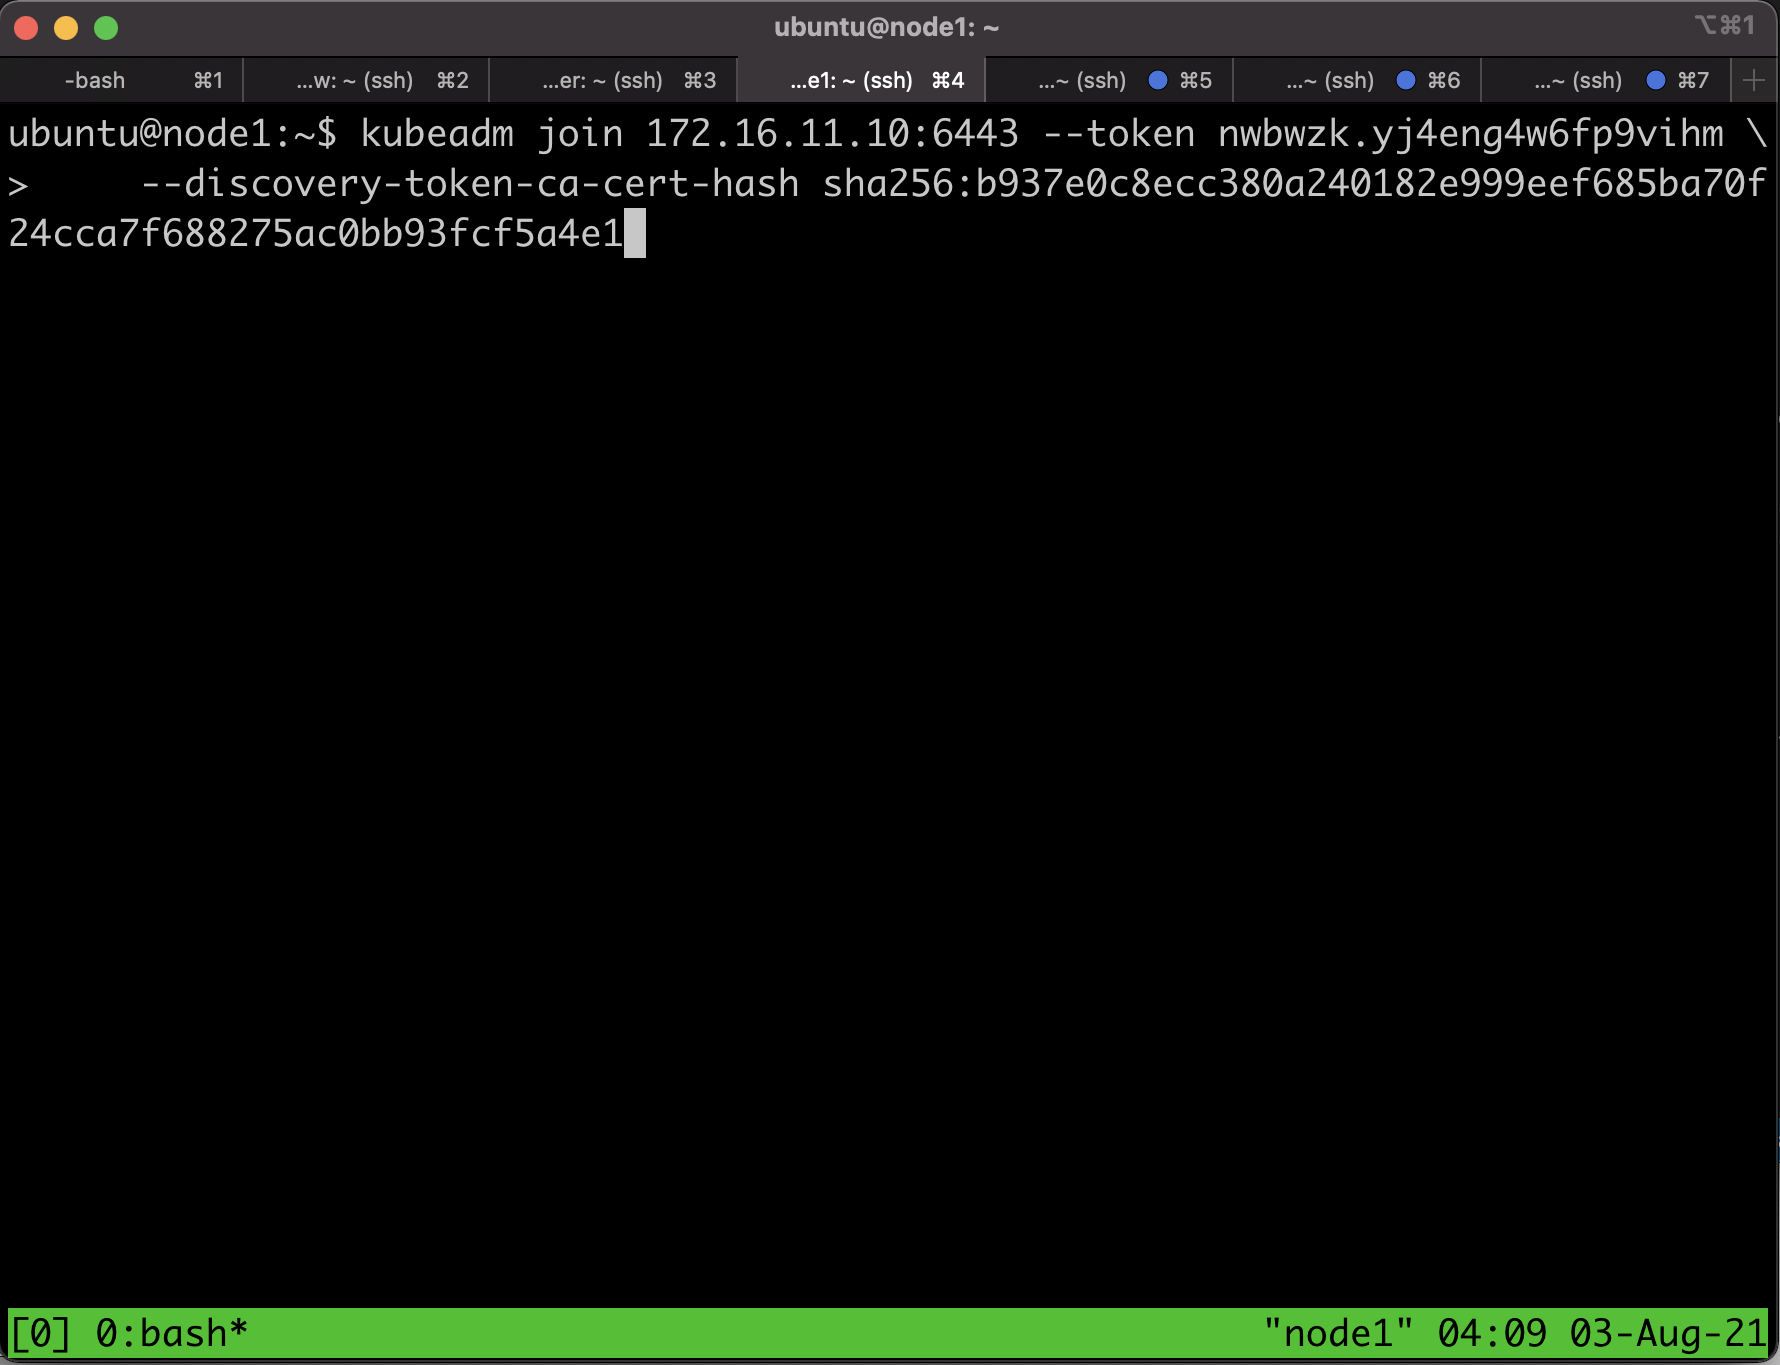 ubuntu@node1: ~
⌥⌘1
-bash ⌘1 ...w: ~ (ssh) ⌘2 ...er: ~ (ssh) ⌘3 ...e1: ~ (ssh) ⌘4 ...~ (ssh) ⌘5 ...~ (ssh) ⌘6 ...~ (ssh) ⌘7
ubuntu@node1:~$ kubeadm join 172.16.11.10:6443 --token nwbwzk.yj4eng4w6fp9vihm \
>     --discovery-token-ca-cert-hash sha256:b937e0c8ecc380a240182e999eef685ba70f
24cca7f688275ac0bb93fcf5a4e1
[0] 0:bash* "node1" 04:09 03-Aug-21